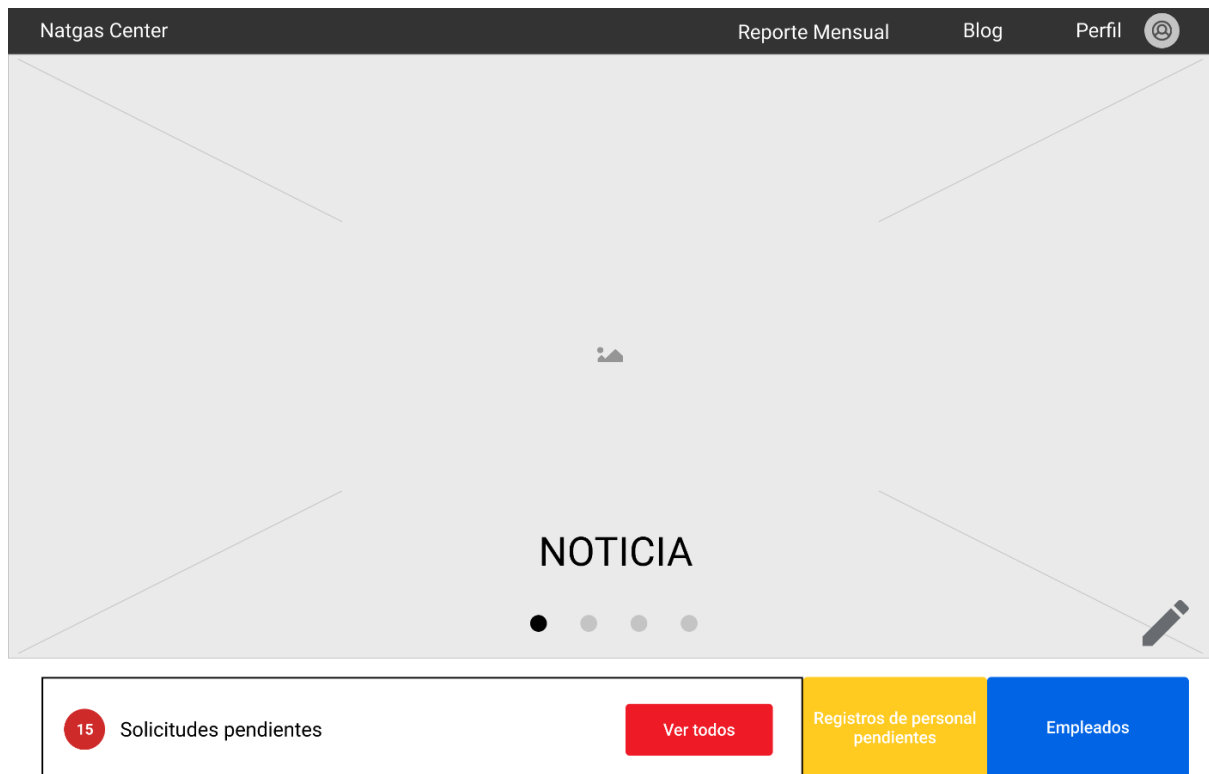 Natgas Center
Reporte Mensual
Blog
Perfil
NOTICIA
15
Solicitudes pendientes
Ver todos
Registros de personal
pendientes
Empleados